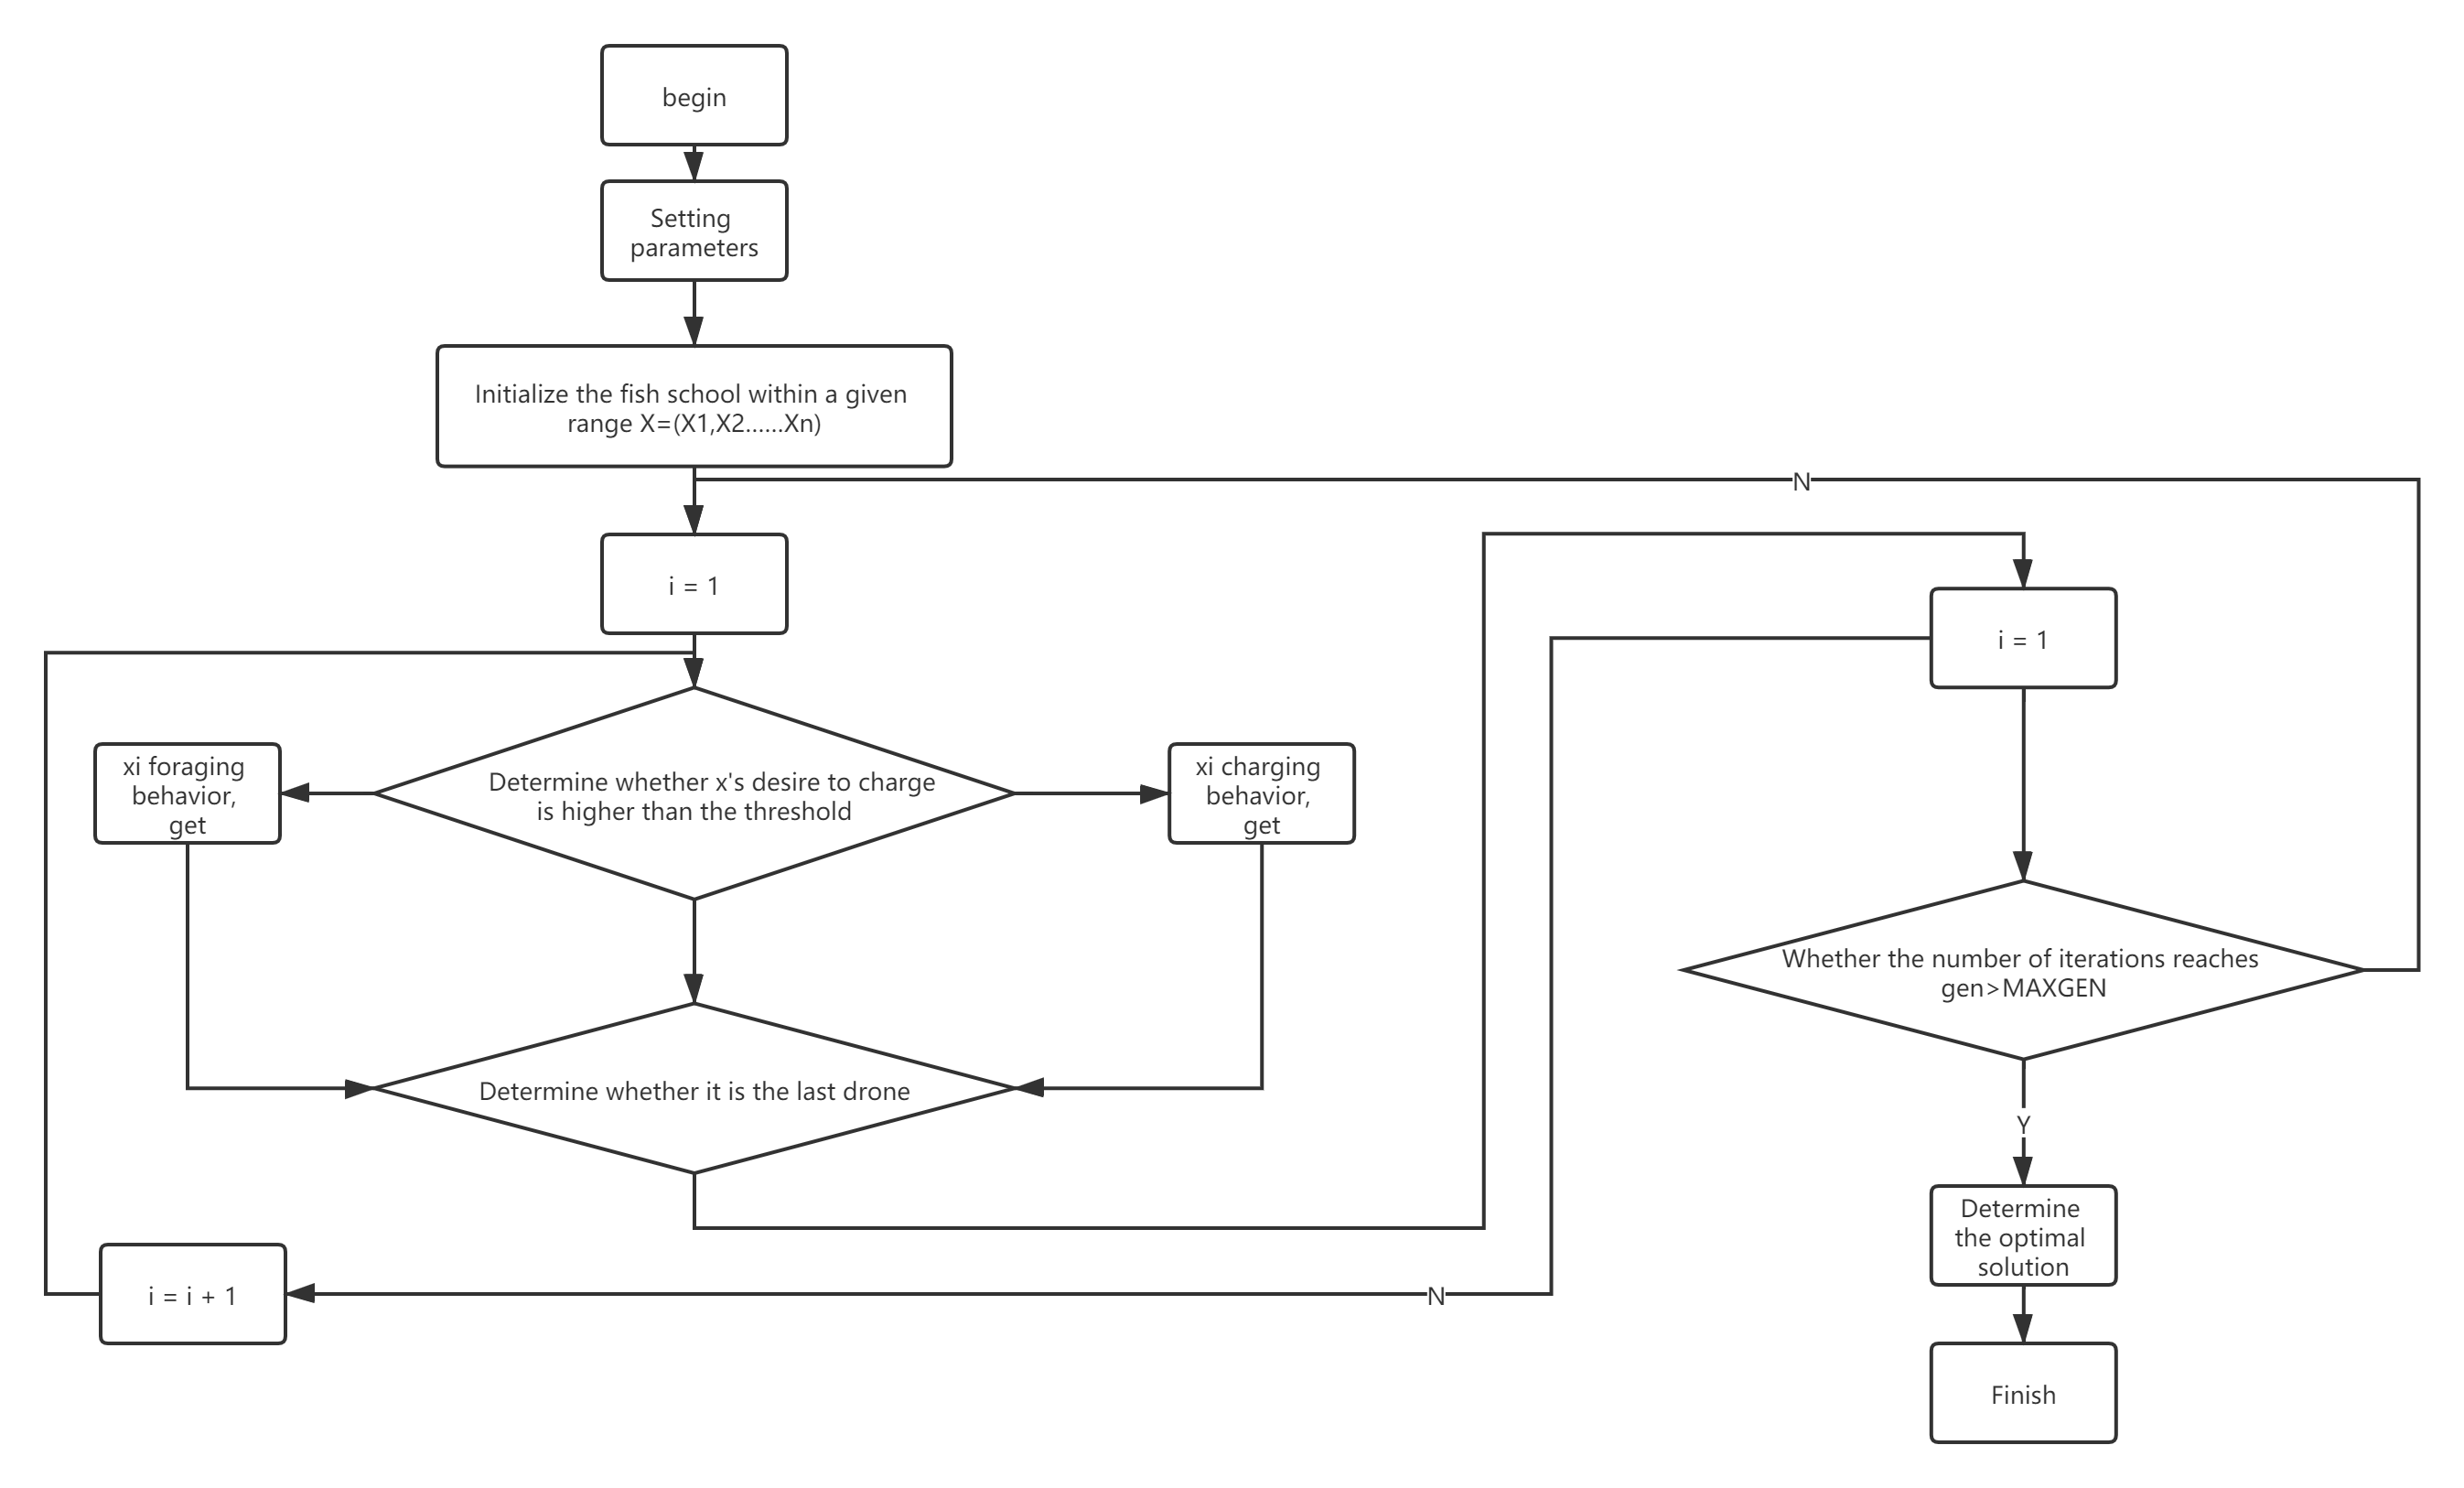 begin
Setting
parameters
Initialize the fish school within a given
range X=(X1,X2......Xn)
N
i = 1
i = 1
xi foraging
behavior,
get
Determine whether x's desire to charge
is higher than the threshold
xi charging
behavior,
get
Whether the number of iterations reaches
gen>MAXGEN
Determine whether it is the last drone
Y
Determine
the optimal
solution
i = i + 1
N
Finish